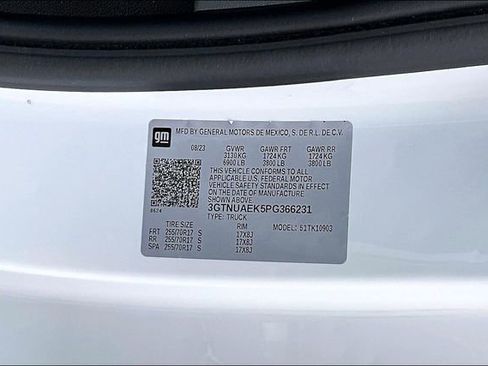 gm MFD BY GENERAL MOTORS DE MEXICO, S. DE R.L. DE C.V.
08/23 GVWR GAWR FRT GAWR RR
3130 KG 1724 KG 1724 KG
6900 LB 3800 LB 3800 LB
THIS VEHICLE CONFORMS TO ALL
APPLICABLE U.S. FEDERAL MOTOR
VEHICLE SAFETY STANDARDS IN
EFFECT ON THE DATE OF MANUFACTURE
SHOWN ABOVE
8624 3GTNUAEK5PG366231
TYPE: TRUCK
TIRE SIZE RIM MODEL: 51TK10903
FRT 255/70R17 S 17X8J
RR 255/70R17 S 17X8J
SPA 255/70R17 S 17X8J